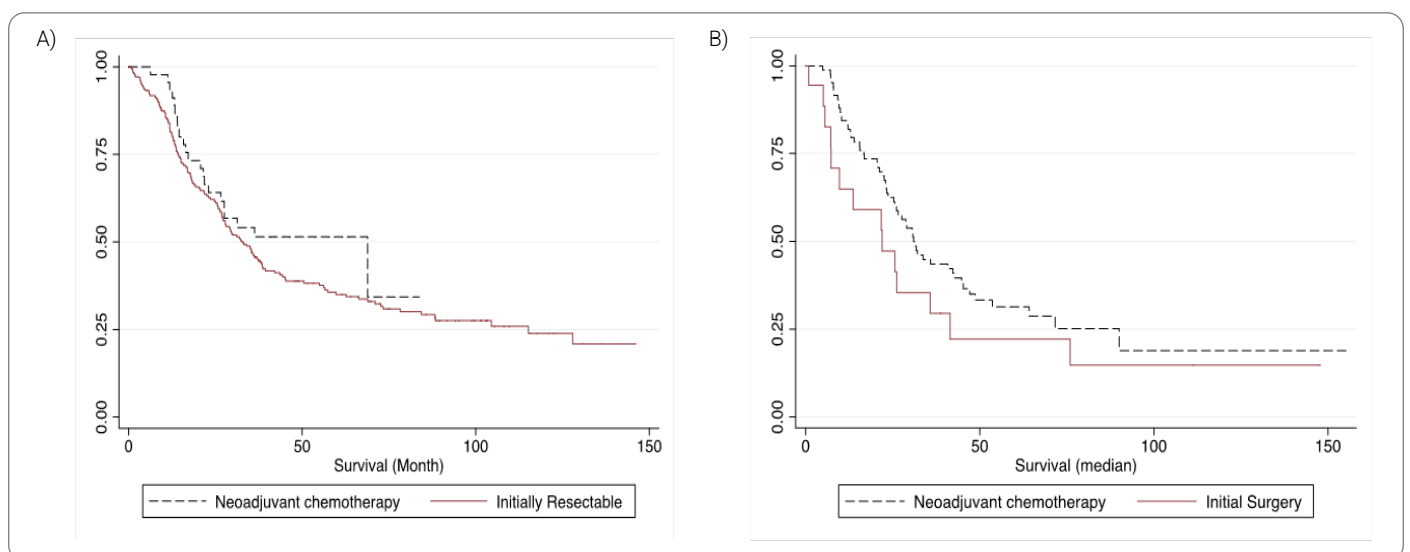 A)
1.00
0.75
0.50
0.25
0.00
0 50 100 150
Survival (Month)
Neoadjuvant chemotherapy Initially Resectable
B)
1.00
0.75
0.50
0.25
0.00
0 50 100 150
Survival (median)
Neoadjuvant chemotherapy Initial Surgery